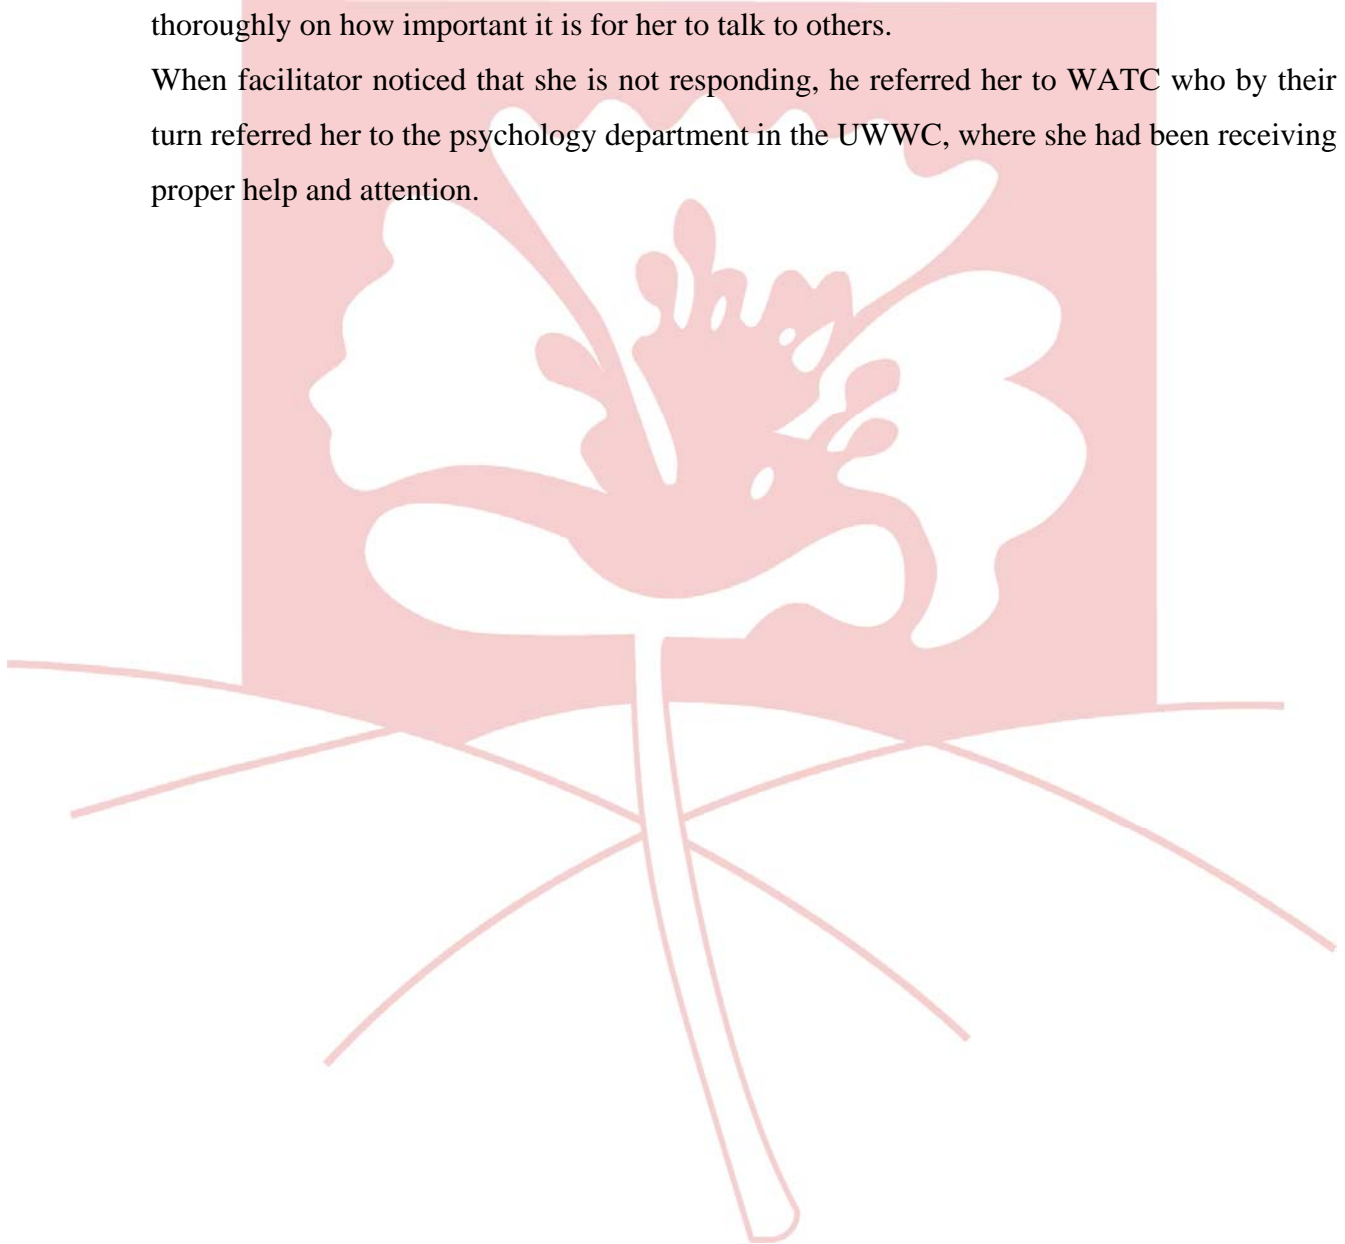 thoroughly on how important it is for her to talk to others.
When facilitator noticed that she is not responding, he referred her to WATC who by their
turn referred her to the psychology department in the UWWC, where she had been receiving
proper help and attention.